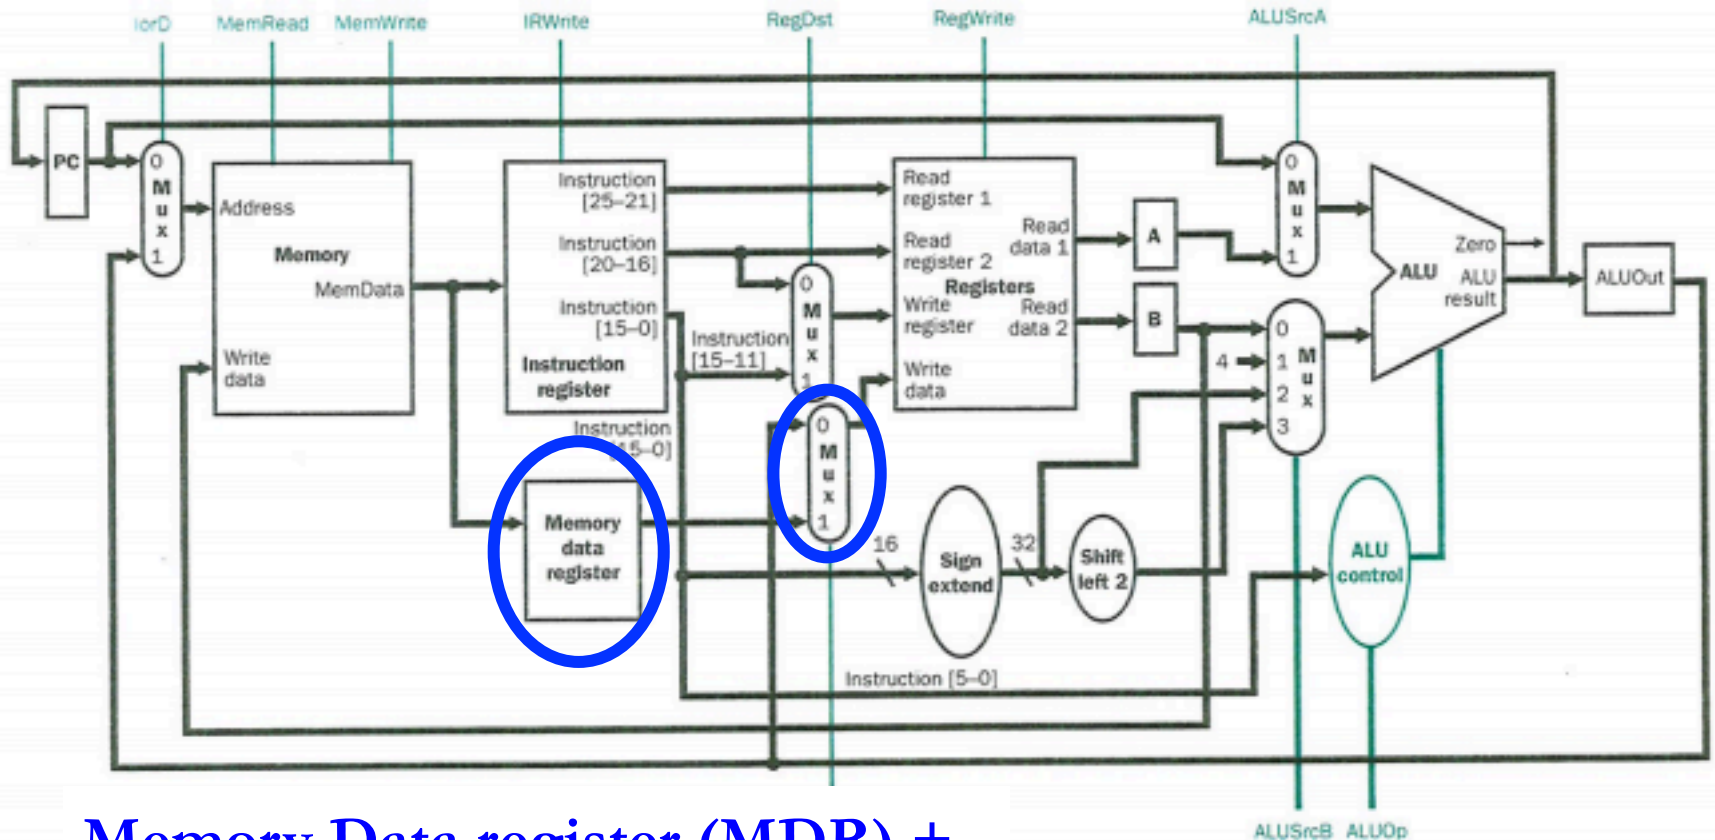 IorD
MemRead
MemWrite
IRWrite
RegDst
RegWrite
ALUSrcA
PC
0
M
u
x
1
Address
Memory
MemData
Write
data
Instruction
[25–21]
Instruction
[20–16]
Instruction
[15–0]
Instruction
register
Instruction
[15–11]
0
M
u
x
1
Read
register 1
Read
register 2
Registers
Write
register
Write
data
Read
data 1
Read
data 2
A
B
0
M
u
x
1
4
0
1
2
3
M
u
x
Zero
ALU
ALU
result
ALUOut
Instruction
[15–0]
Memory
data
register
0
M
u
x
1
16
Sign
extend
32
Shift
left 2
ALU
control
Instruction [5–0]
Memory Data register (MDR) +
ALUSrcB
ALUOp